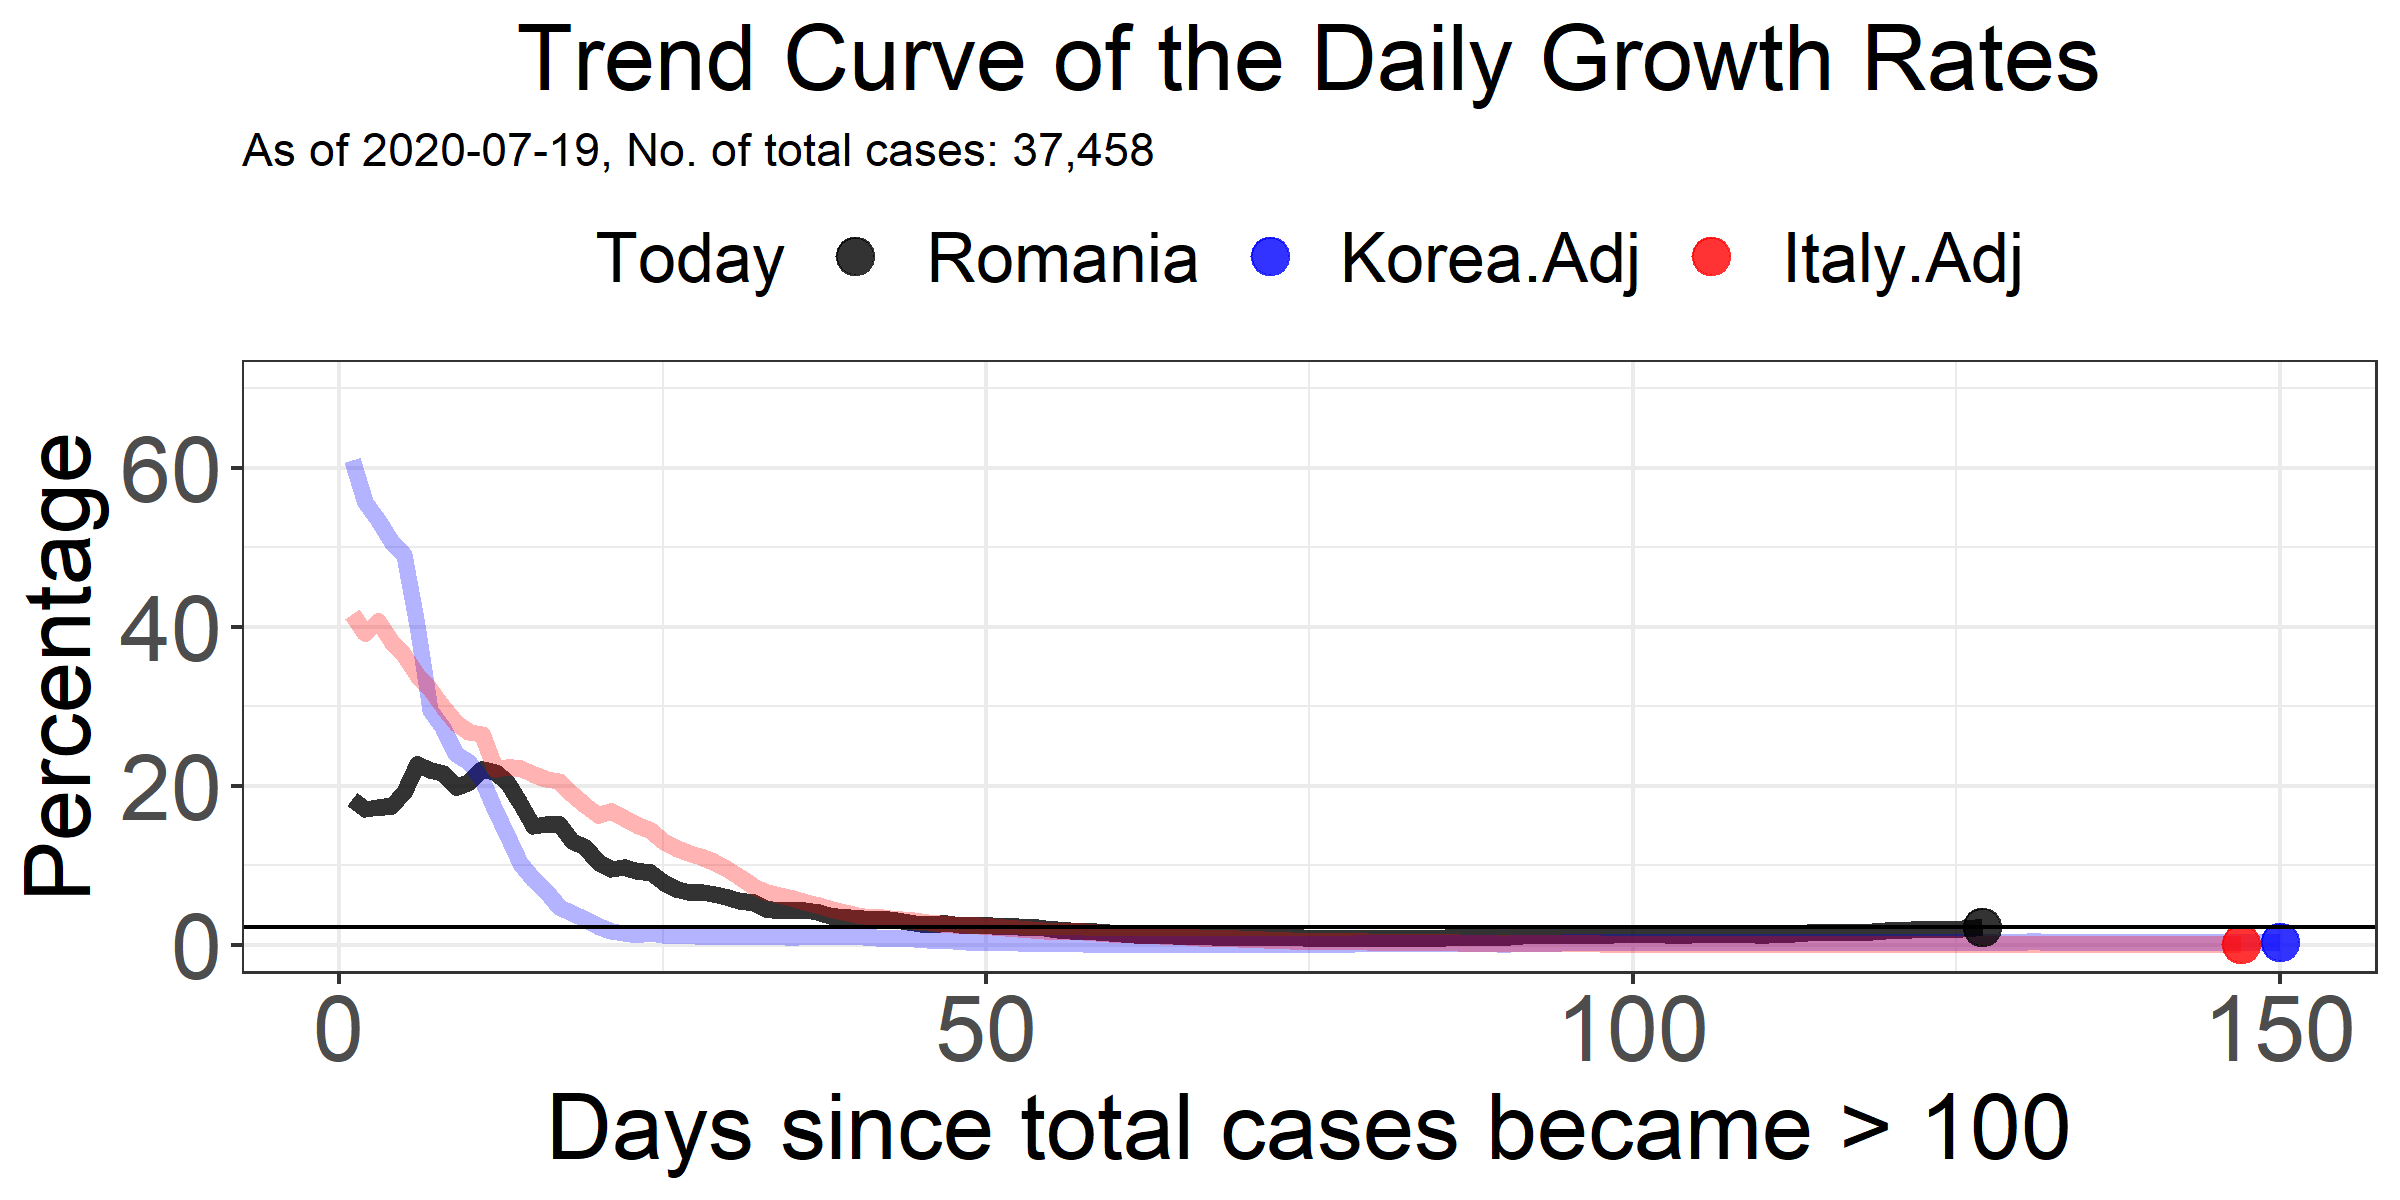 Trend Curve of the Daily Growth Rates
As of 2020-07-19, No. of total cases: 37,458
Today Romania Korea.Adj Italy.Adj
Percentage
60
40
20
0
0 50 100 150
Days since total cases became > 100